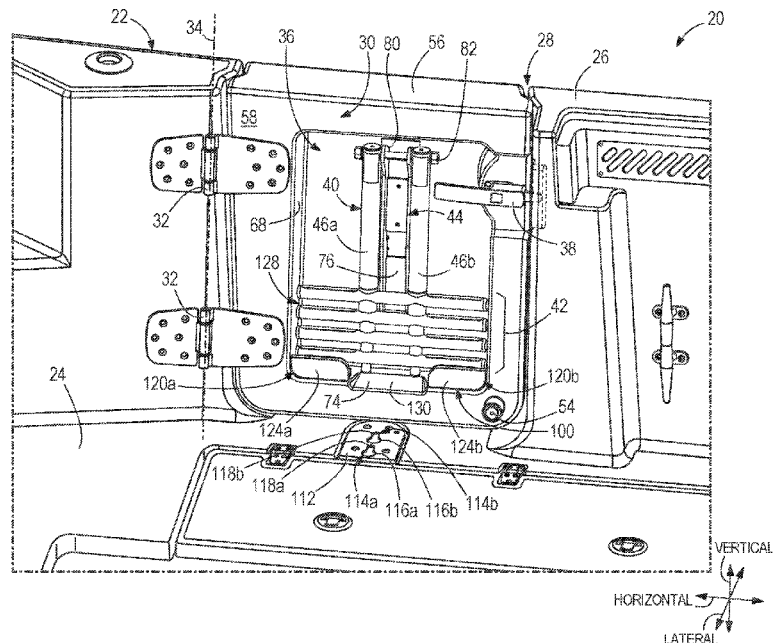 22
34
20
36
30
56
80
82
28
26
58
32
68
40
46a
44
76
46b
38
128
42
32
120a
24
124a
74
130
124b
120b
54
100
118b
118a
112
114a
116a
116b
114b
VERTICAL
HORIZONTAL
LATERAL